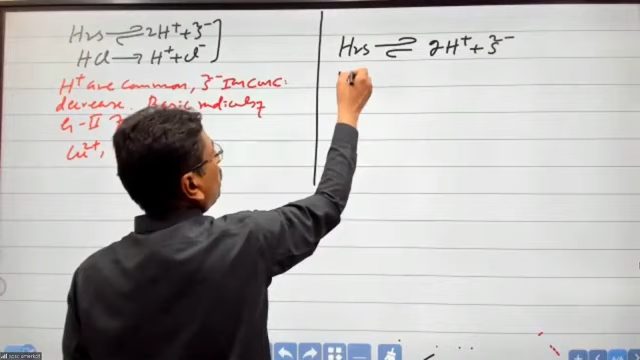 H2S ⇌ 2H⁺ + S²⁻
HCl ⟶ H⁺ + Cl⁻
H⁺ are common, S²⁻ Ion conc.
decrease. Basic radicals of
G-II
Cu²⁺,
H2S ⇌ 2H⁺ + S²⁻